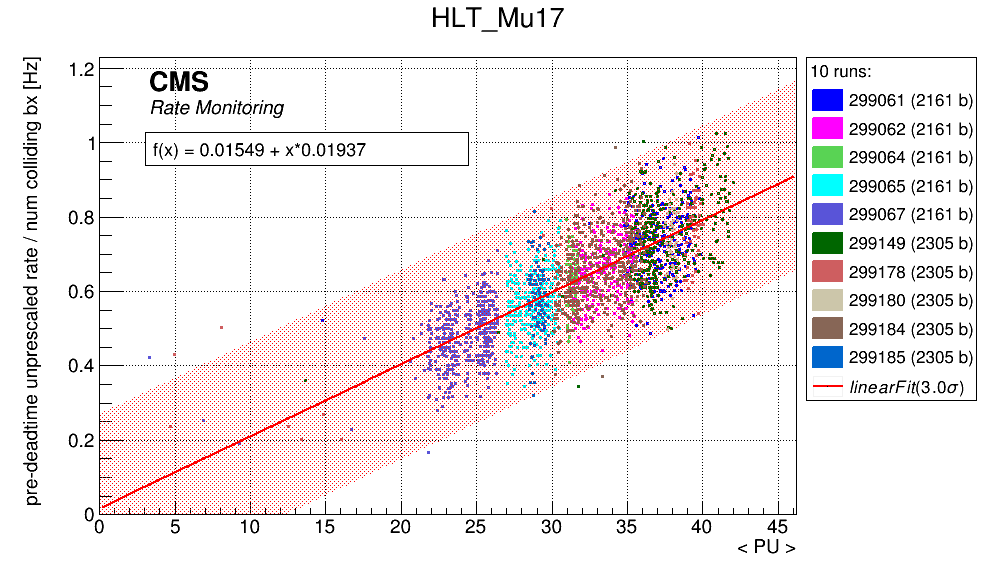 HLT_Mu17
pre-deadtime unprescaled rate / num colliding bx [Hz]
1.2
1
0.8
0.6
0.4
0.2
0
CMS
Rate Monitoring
f(x) = 0.01549 + x*0.01937
0 5 10 15 20 25 30 35 40 45
< PU >
10 runs:
299061 (2161 b)
299062 (2161 b)
299064 (2161 b)
299065 (2161 b)
299067 (2161 b)
299149 (2305 b)
299178 (2305 b)
299180 (2305 b)
299184 (2305 b)
299185 (2305 b)
linearFit(3.0σ)